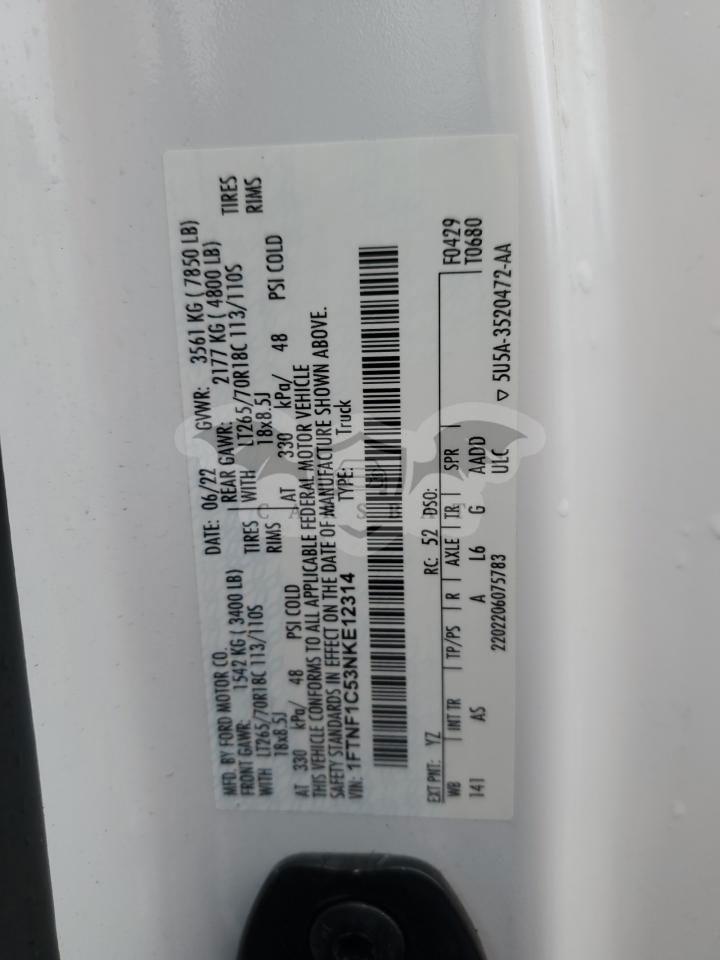 MFD. BY FORD MOTOR CO.
DATE: 06/22 GVWR: 3561 KG ( 7850 LB)
FRONT GAWR: 1542 KG ( 3400 LB) REAR GAWR: 2177 KG ( 4800 LB)
WITH LT265/70R18C 113/110S TIRES WITH LT265/70R18C 113/110S TIRES
18x8.5J RIMS 18x8.5J RIMS
AT 330 kPa/ 48 PSI COLD AT 330 kPa/ 48 PSI COLD
THIS VEHICLE CONFORMS TO ALL APPLICABLE FEDERAL MOTOR VEHICLE
SAFETY STANDARDS IN EFFECT ON THE DATE OF MANUFACTURE SHOWN ABOVE.
VIN: 1FTNF1C53NKE12314 TYPE: Truck
EXT PNT: YZ RC: 52 DSO: F0429
WB INT TR TP/PS R AXLE TR SPR T0680
141 AS A L6 G AADD
2202206075783 ULC ▽ 5U5A-3520472-AA